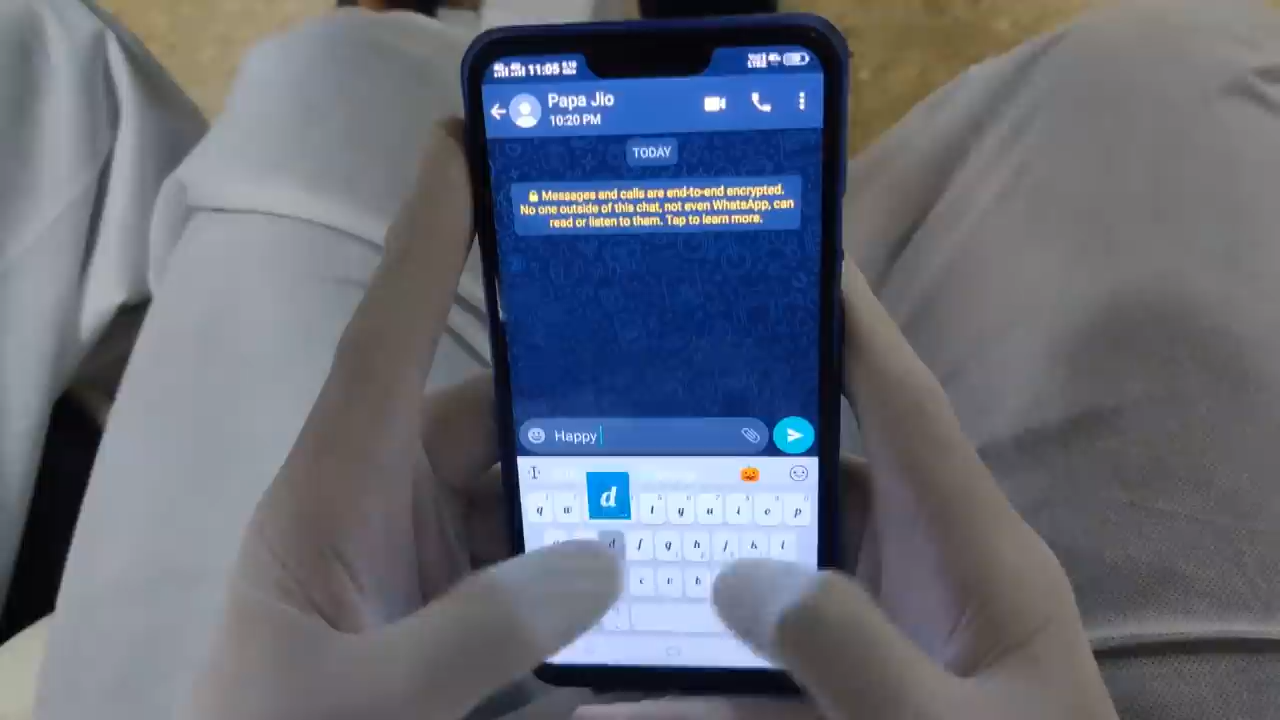 11:05
Papa Jio
10:20 PM
TODAY
Messages and calls are end-to-end encrypted.
No one outside of this chat, not even WhatsApp, can
read or listen to them. Tap to learn more.
Happy
d
q w t y u i o p
d f g h j k l
c v b